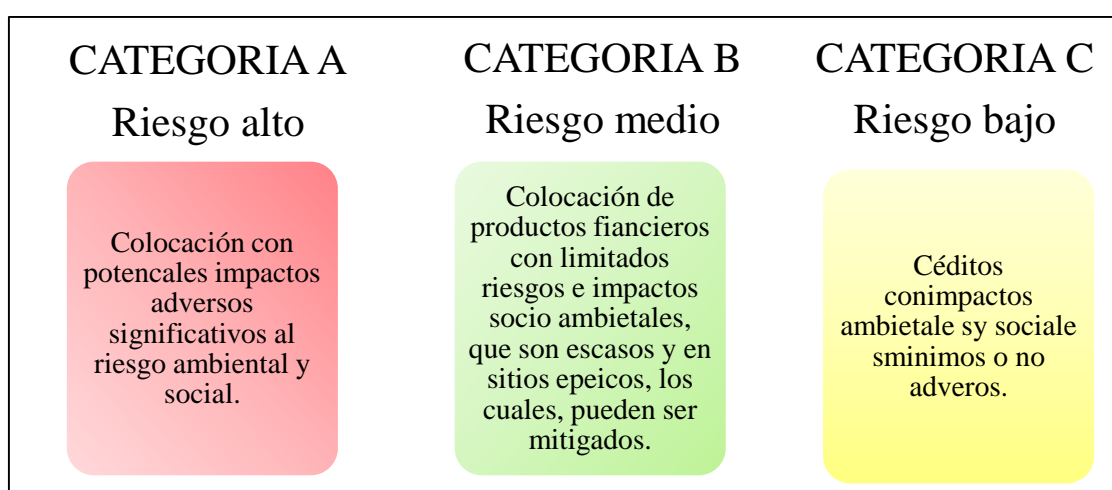 CATEGORIA A
Riesgo alto
Colocación con
potencales impactos
adversos
significativos al
riesgo ambiental y
social.
CATEGORIA B
Riesgo medio
Colocación de
productos fiancieros
con limitados
riesgos e impactos
socio ambietales,
que son escasos y en
sitios epeicos, los
cuales, pueden ser
mitigados.
CATEGORIA C
Riesgo bajo
Céditos
conimpactos
ambietale sy sociale
sminimos o no
adveros.